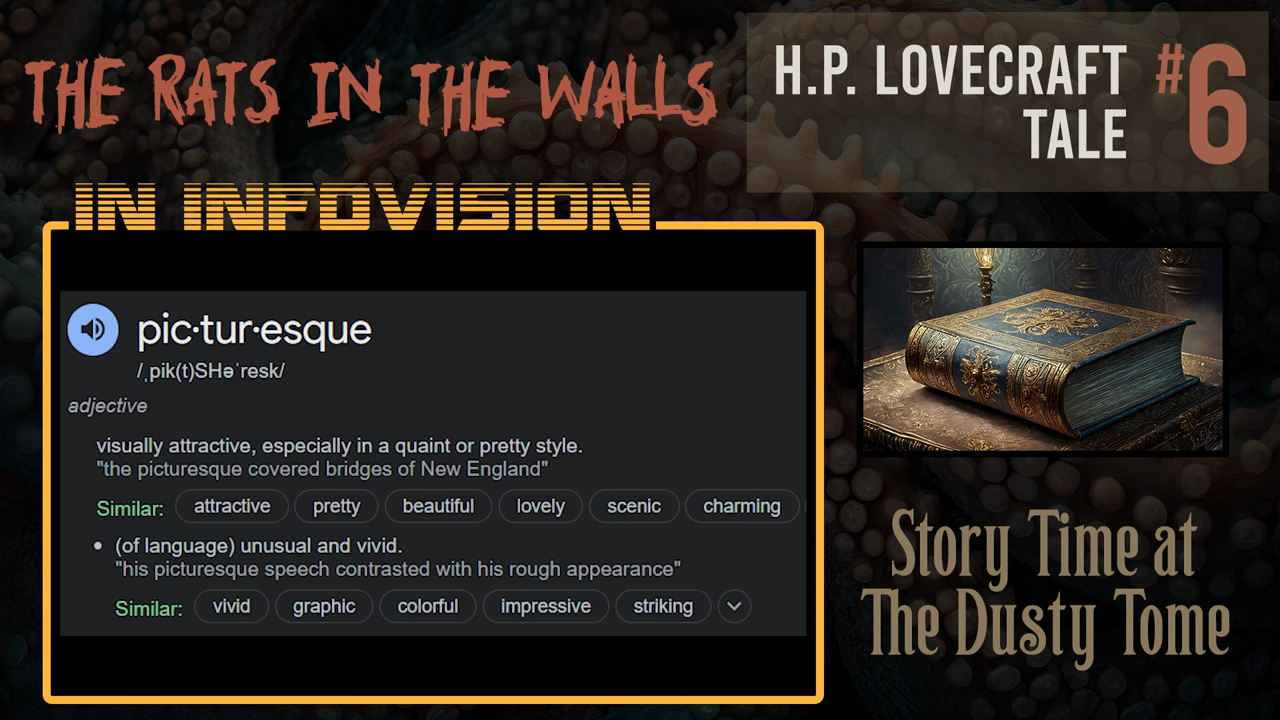 THE RATS IN THE WALLS
H.P. LOVECRAFT
TALE
#6
IN INFOVISION
pic·tur·esque
/ˌpik(t)SHəˈresk/
adjective
visually attractive, especially in a quaint or pretty style.
"the picturesque covered bridges of New England"
Similar: attractive pretty beautiful lovely scenic charming
• (of language) unusual and vivid.
"his picturesque speech contrasted with his rough appearance"
Similar: vivid graphic colorful impressive striking
Story Time at
The Dusty Tome